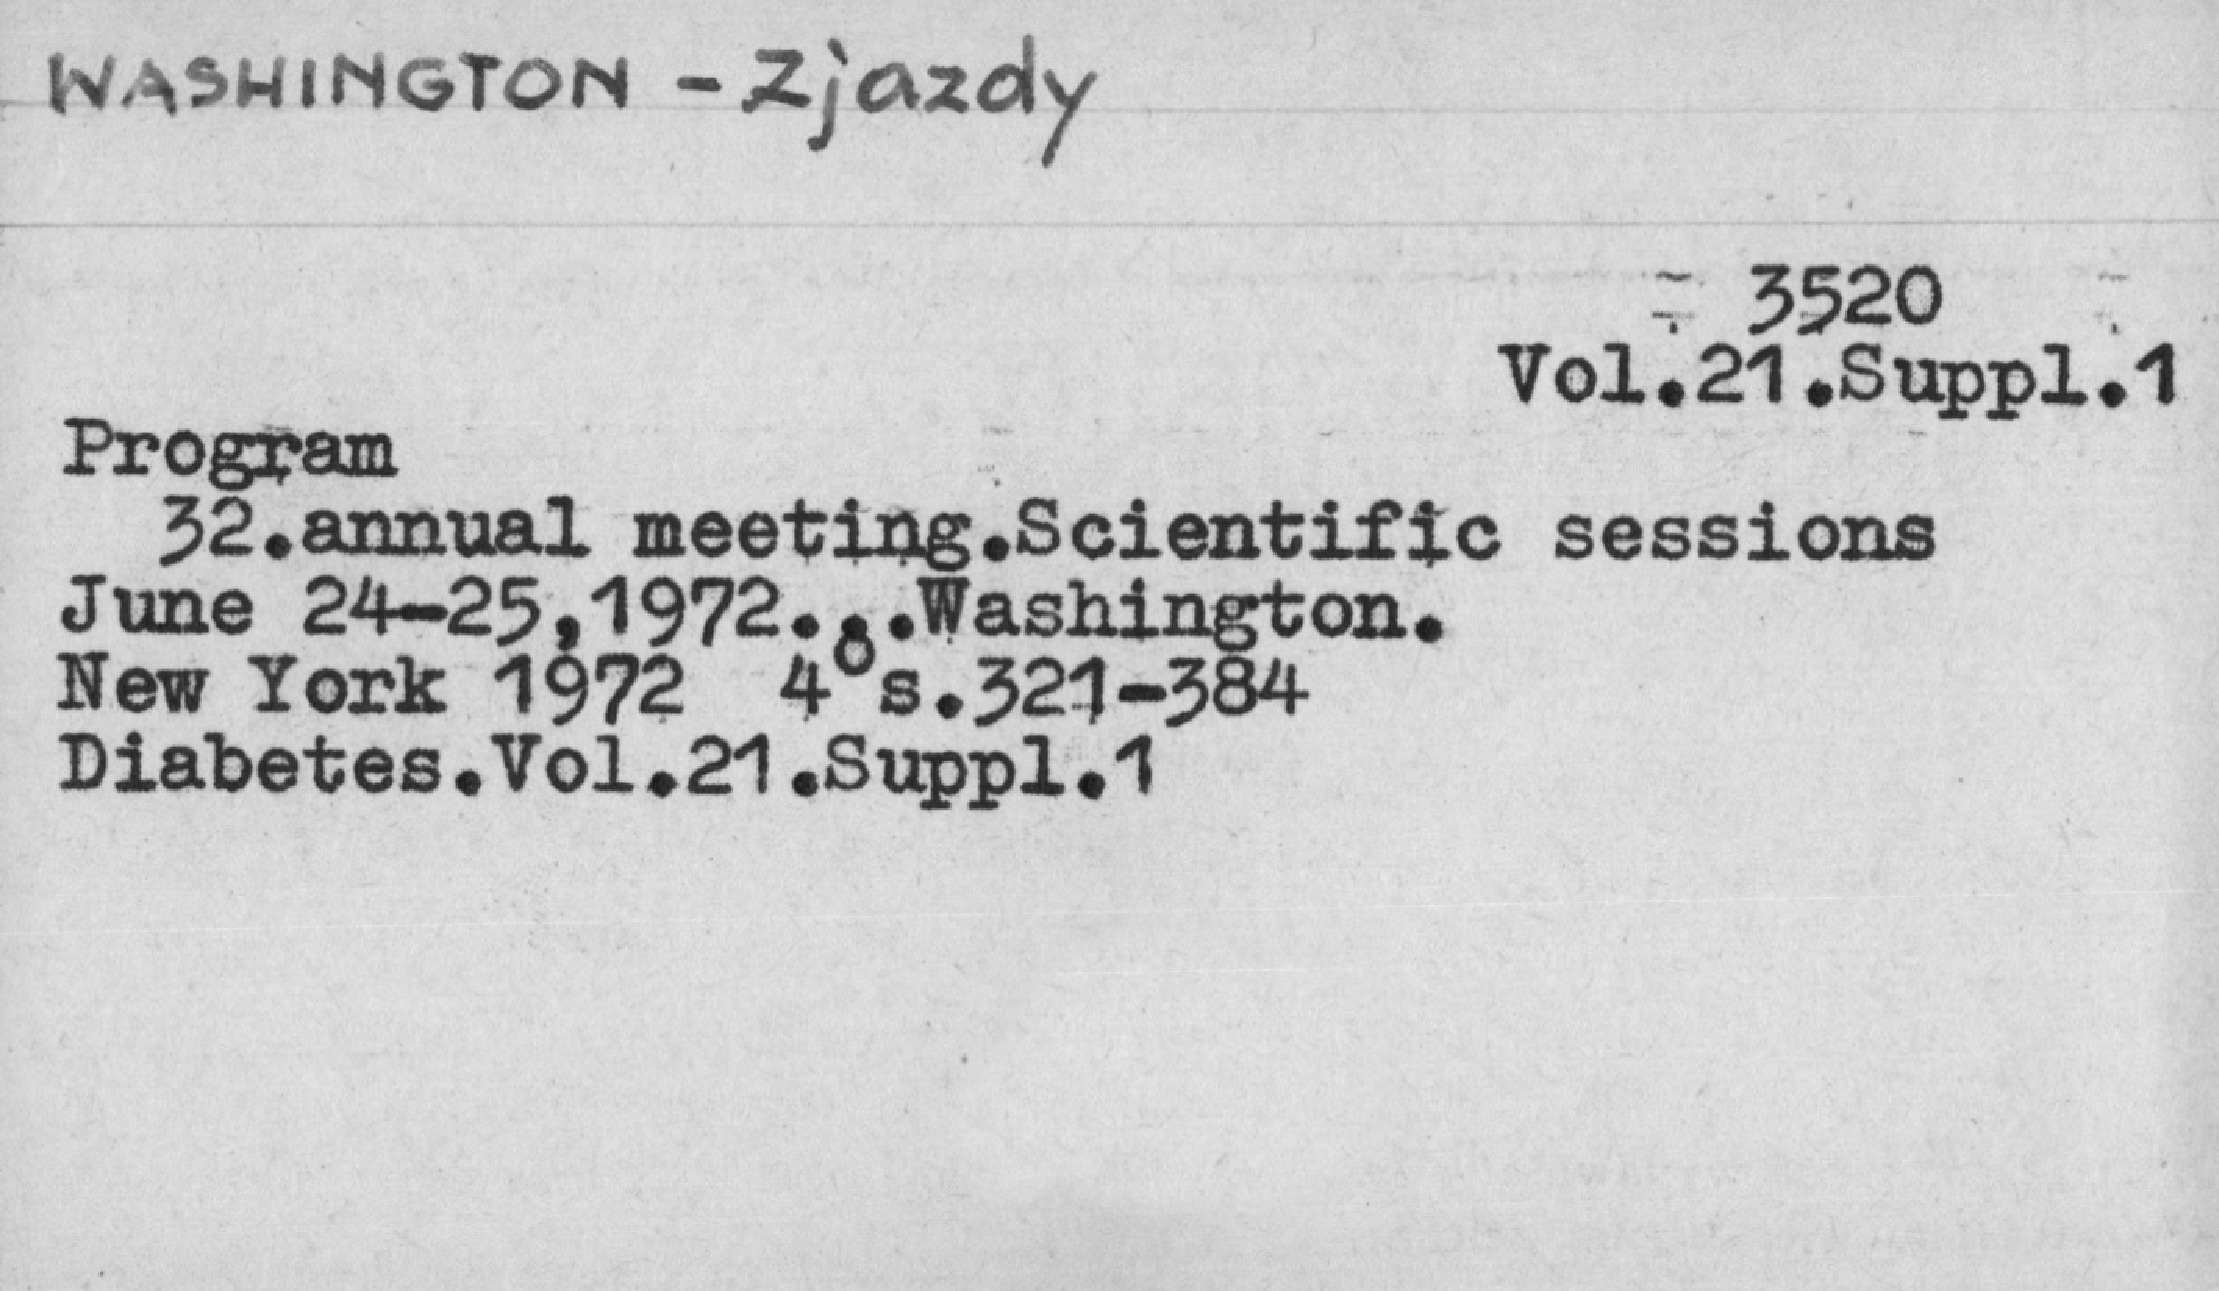 WASHINGTON - Zjazdy
3520
Vol.21.Suppl.1
Program
32.annual meeting.Scientific sessions
June 24-25,1972...Washington.
New York 1972 4°s.321-384
Diabetes.Vol.21.Suppl.1